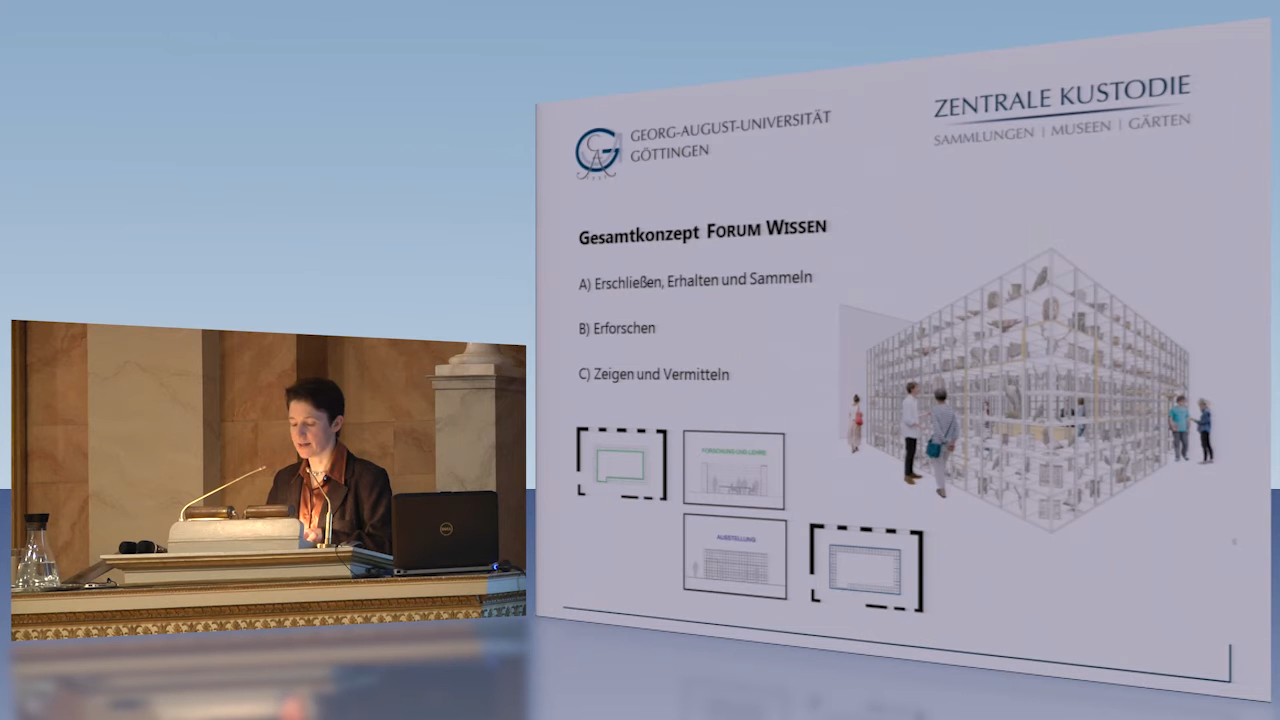 GEORG-AUGUST-UNIVERSITÄT
GÖTTINGEN
ZENTRALE KUSTODIE
SAMMLUNGEN | MUSEEN | GÄRTEN
Gesamtkonzept FORUM WISSEN
A) Erschließen, Erhalten und Sammeln
B) Erforschen
C) Zeigen und Vermitteln
FORSCHUNG UND LEHRE
AUSSTELLUNG
DELL